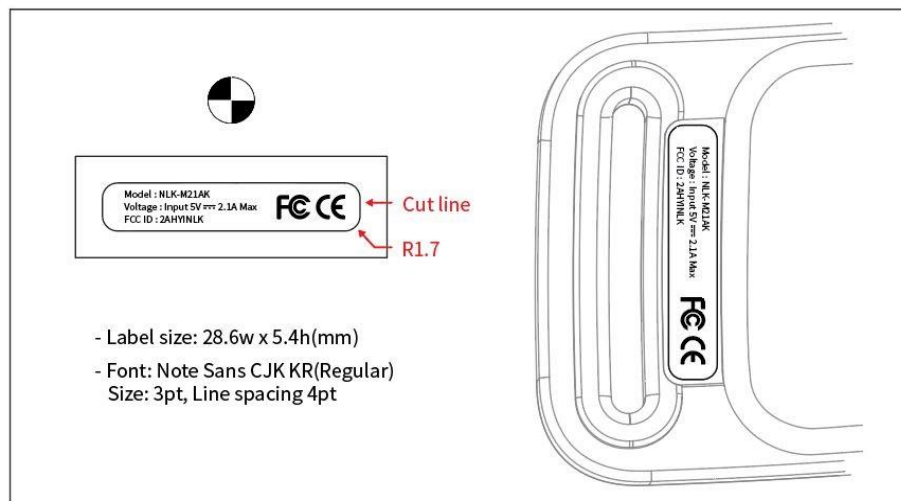 Model : NLK-M21AK
Voltage : Input 5V ⎓ 2.1A Max
FCC ID : 2AHYINLK
FC CE
Cut line
R1.7
- Label size: 28.6w x 5.4h(mm)
- Font: Note Sans CJK KR(Regular)
Size: 3pt, Line spacing 4pt
Model : NLK-M21AK
Voltage : Input 5V ⎓ 2.1A Max
FCC ID : 2AHYINLK
FC CE